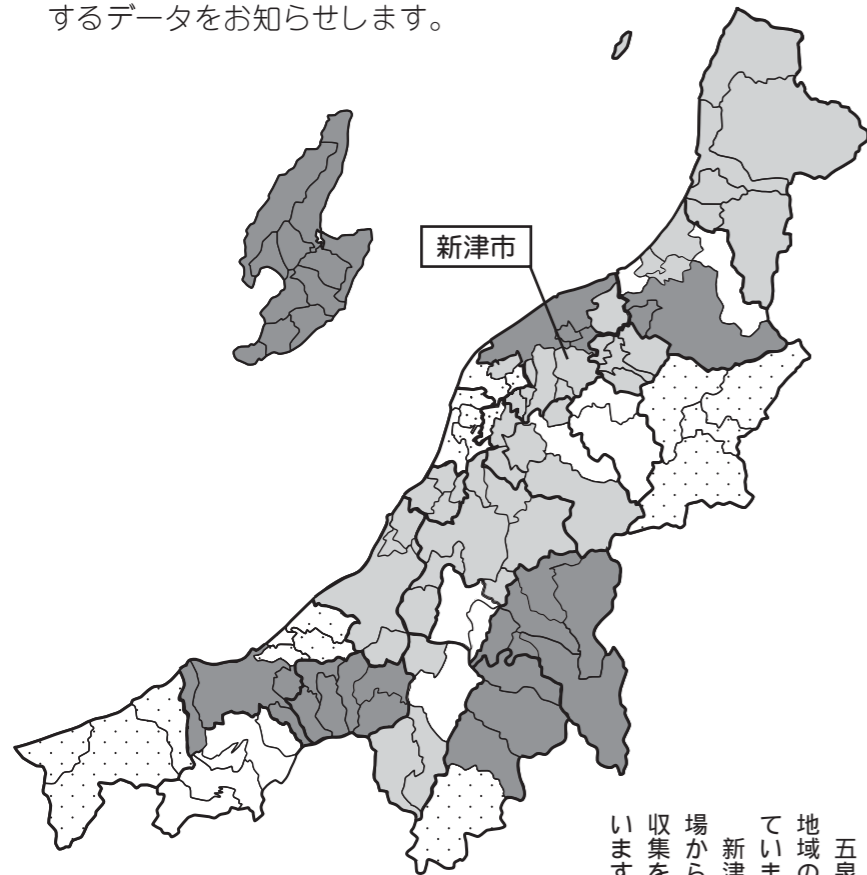 するデータをお知らせします。
新津市
五泉
地域の
ていま
新津
場から
収集を
います